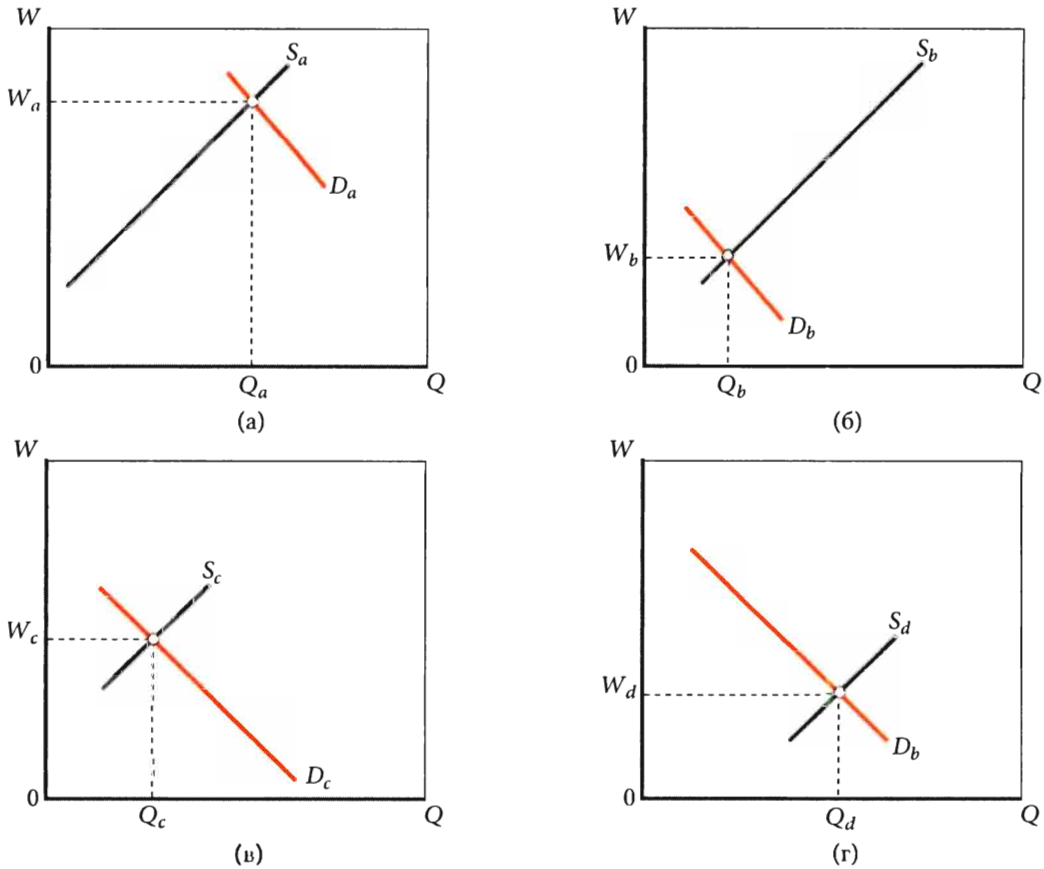 W W
S_a S_b
W_a
D_a
W_b
D_b
0 Q_a Q 0 Q_b Q
(а) (б)
W W
S_c
S_d
W_c
W_d
D_b
D_c
0 Q_c Q 0 Q_d Q
(в) (г)